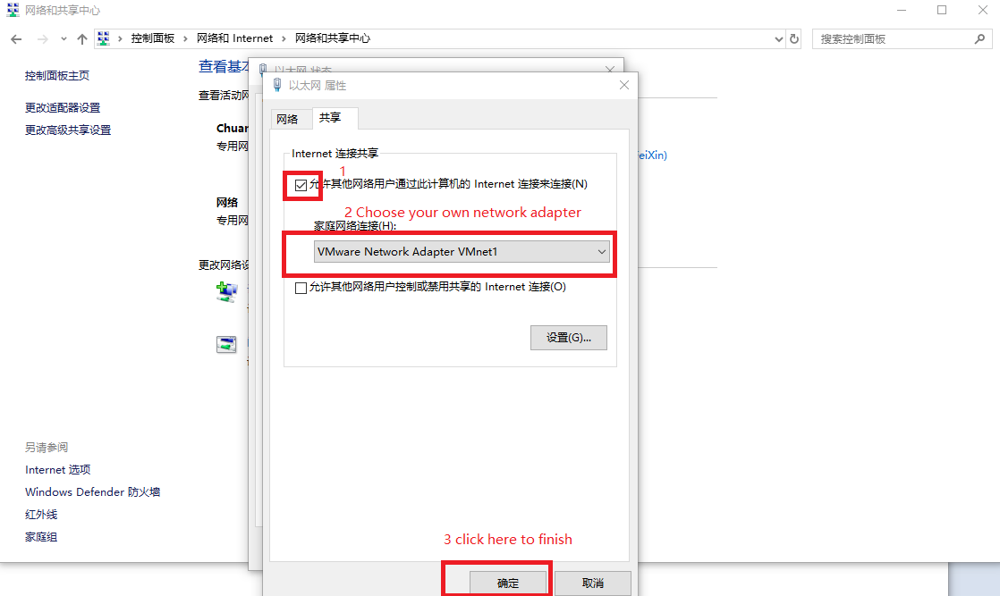 网络和共享中心
控制面板 网络和 Internet 网络和共享中心
搜索控制面板
控制面板主页
更改适配器设置
更改高级共享设置
查看基本
查看活动网
Chuan
专用网
网络
专用网
更改网络设
eiXin)
以太网 状态
以太网 属性
网络 共享
Internet 连接共享
1
允许其他网络用户通过此计算机的 Internet 连接来连接(N)
2 Choose your own network adapter
家庭网络连接(H):
VMware Network Adapter VMnet1
允许其他网络用户控制或禁用共享的 Internet 连接(O)
设置(G)...
3 click here to finish
确定 取消
另请参阅
Internet 选项
Windows Defender 防火墙
红外线
家庭组